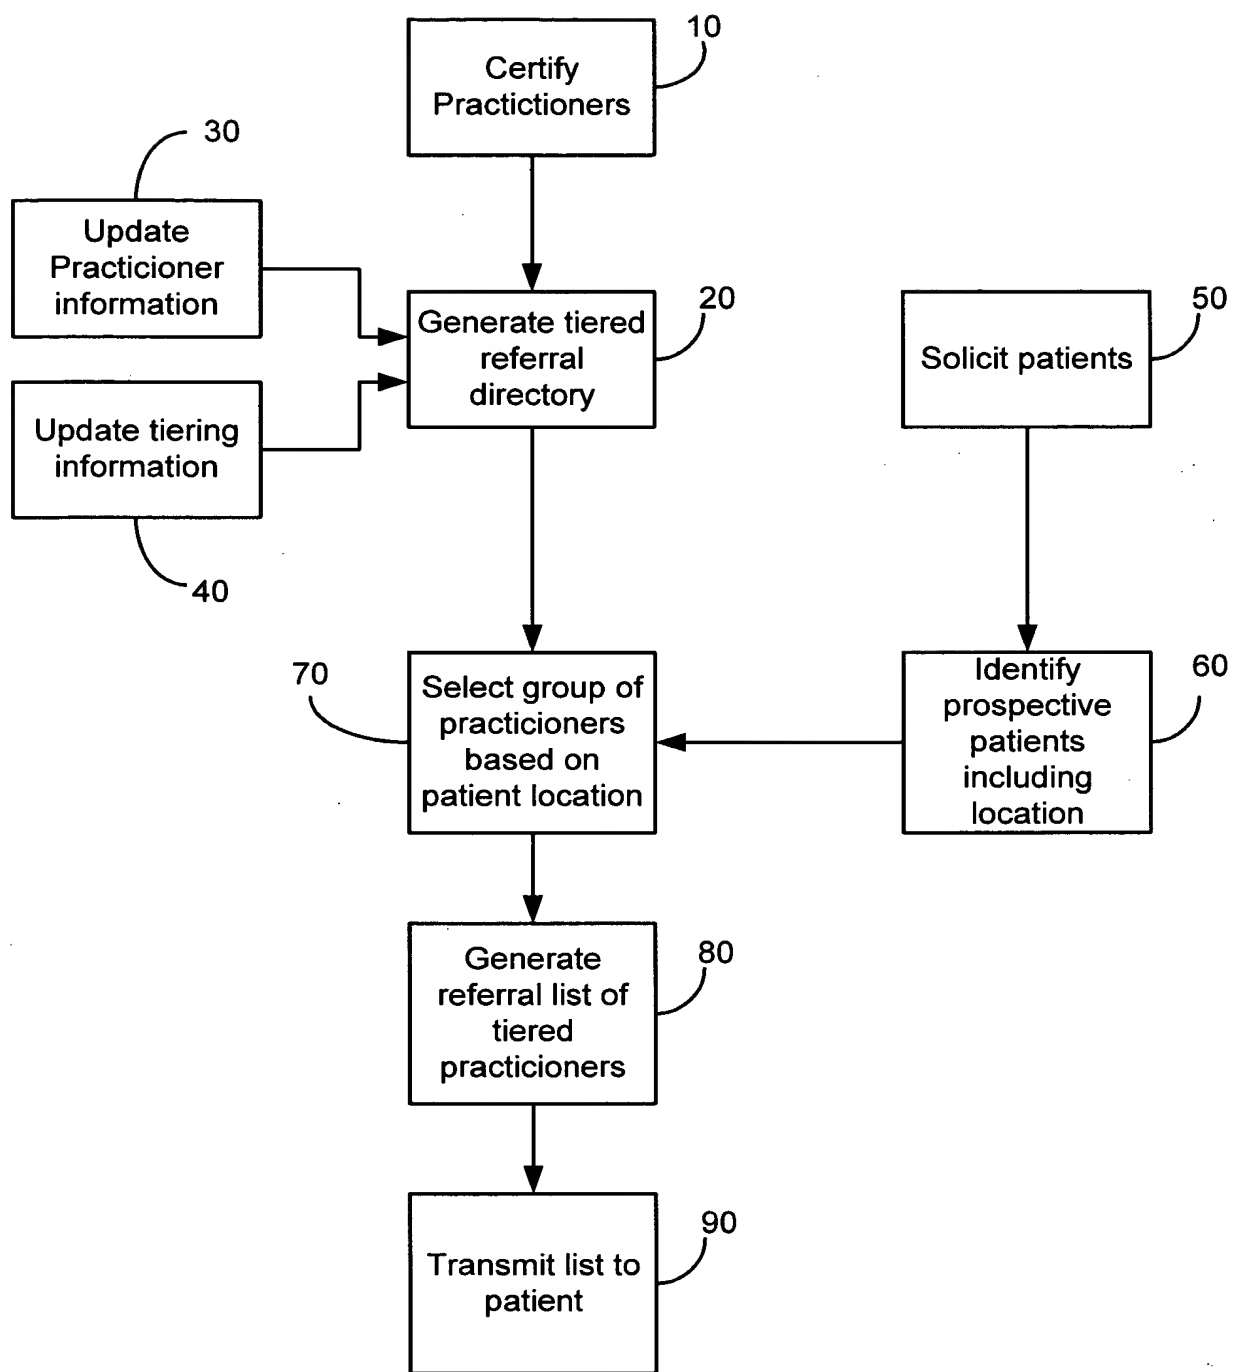 10
Certify
Practictioners
30
Update
Practicioner
information
20
Generate tiered
referral
directory
50
Solicit patients
Update tiering
information
40
70
Select group of
practicioners
based on
patient location
60
Identify
prospective
patients
including
location
80
Generate
referral list of
tiered
practicioners
90
Transmit list to
patient